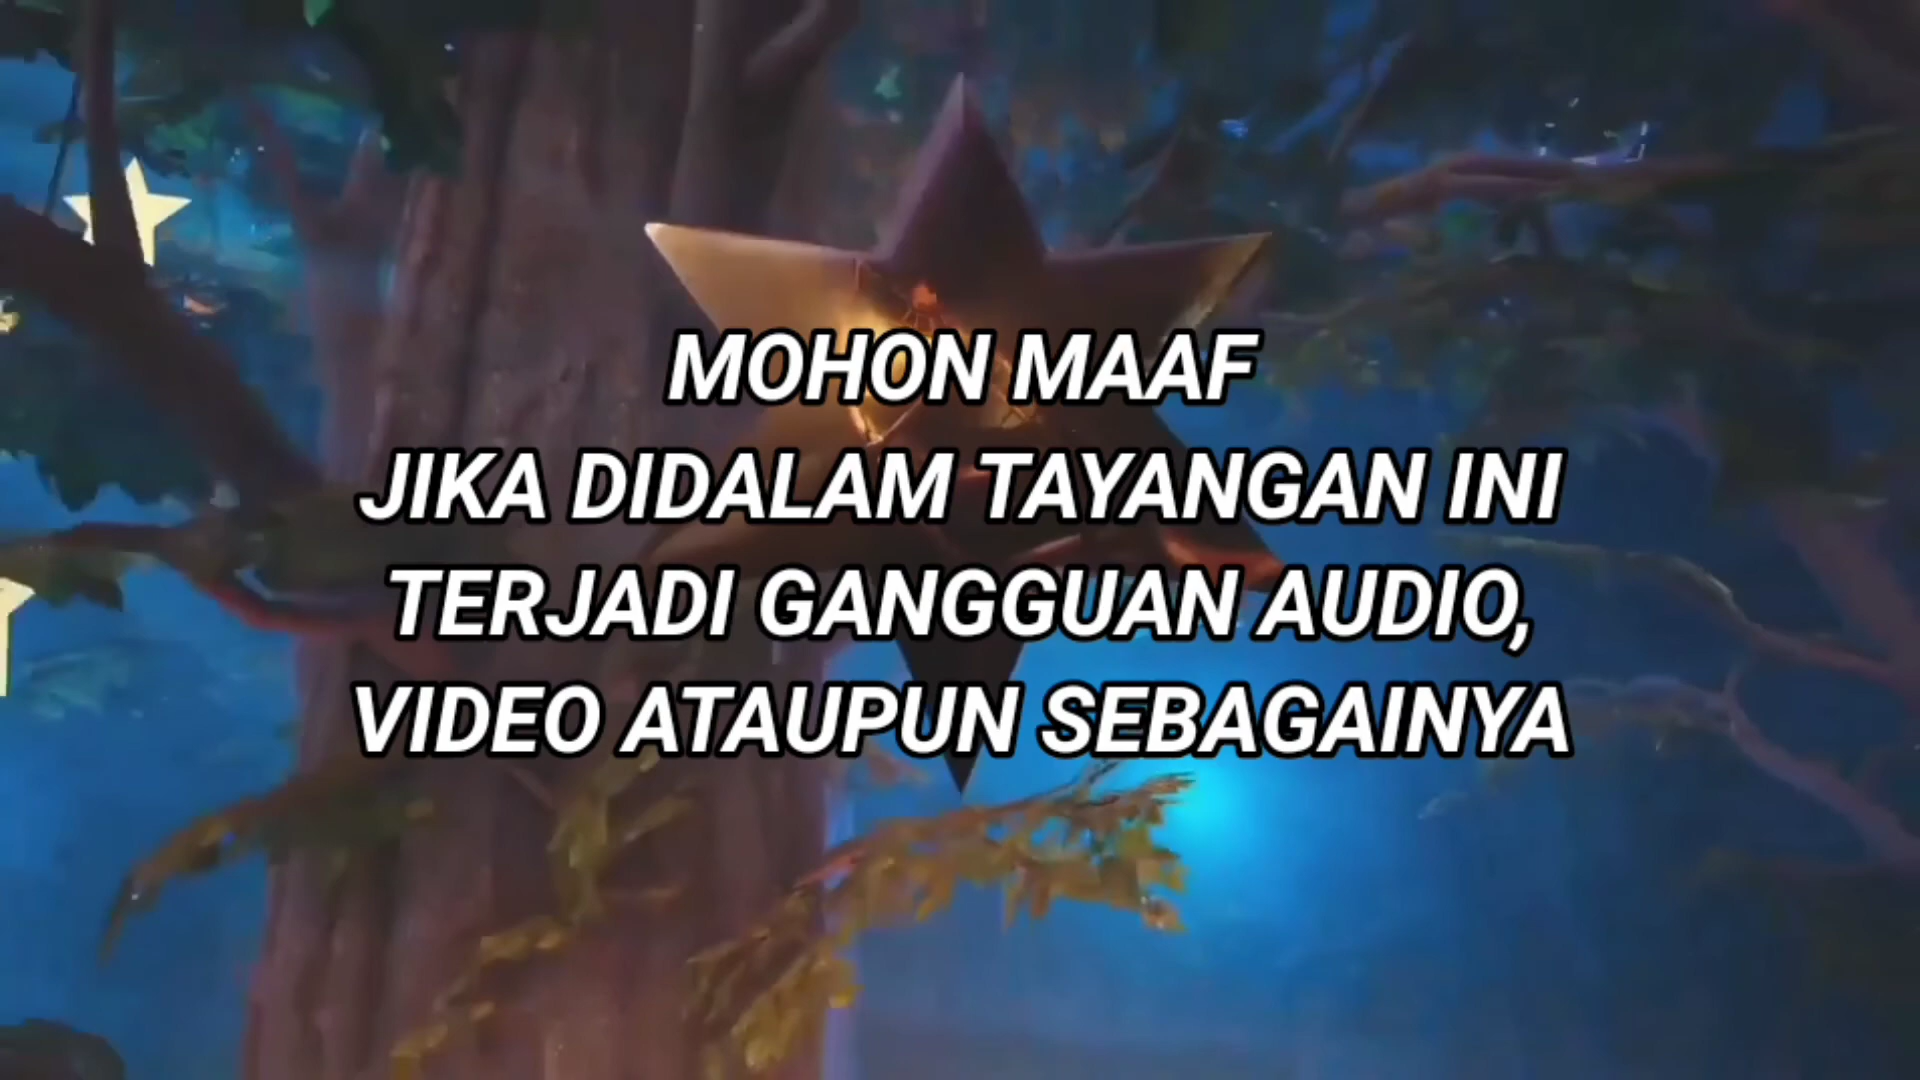 MOHON MAAF
JIKA DIDALAM TAYANGAN INI
TERJADI GANGGUAN AUDIO,
VIDEO ATAUPUN SEBAGAINYA